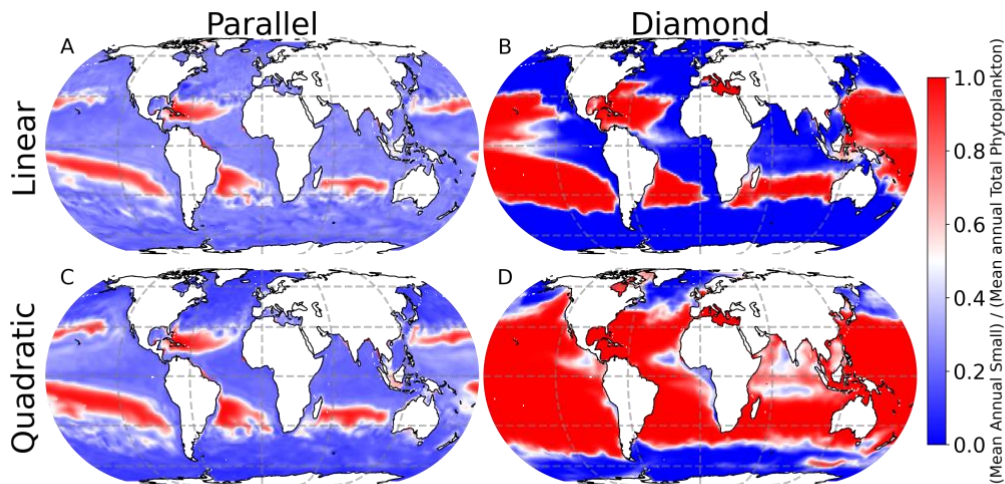 Parallel
Diamond
A
B
Linear
C
D
Quadratic
1.0
0.8
0.6
0.4
0.2
0.0
(Mean Annual Small) / (Mean annual Total Phytoplankton)